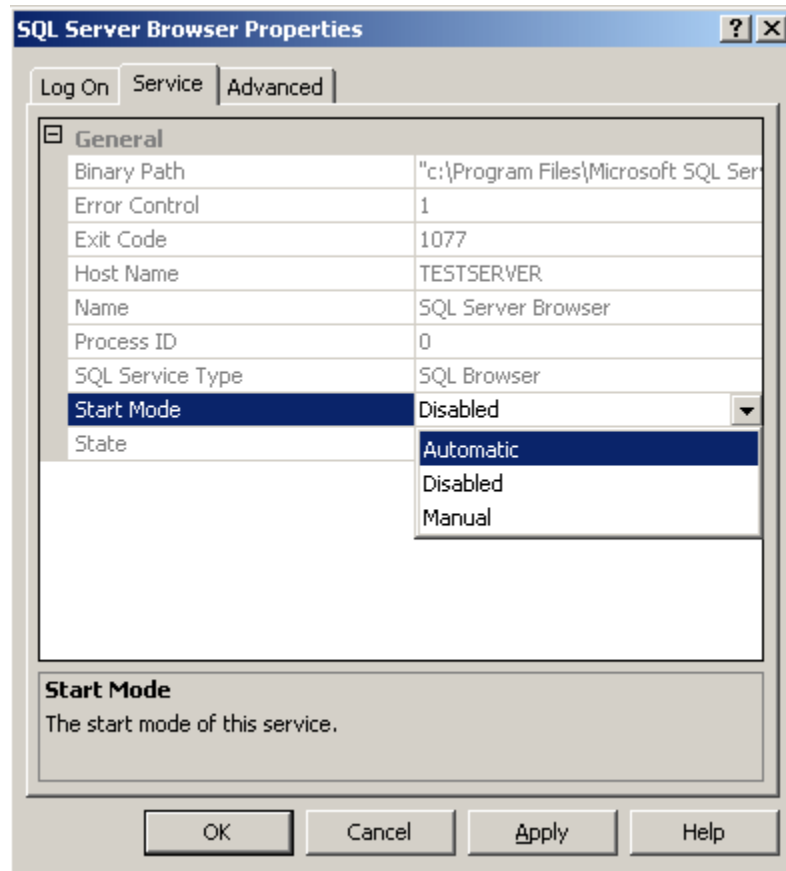 SQL Server Browser Properties
Log On Service Advanced
General
Binary Path "c:\Program Files\Microsoft SQL Ser
Error Control 1
Exit Code 1077
Host Name TESTSERVER
Name SQL Server Browser
Process ID 0
SQL Service Type SQL Browser
Start Mode Disabled
State Automatic
Disabled
Manual
Start Mode
The start mode of this service.
OK Cancel Apply Help